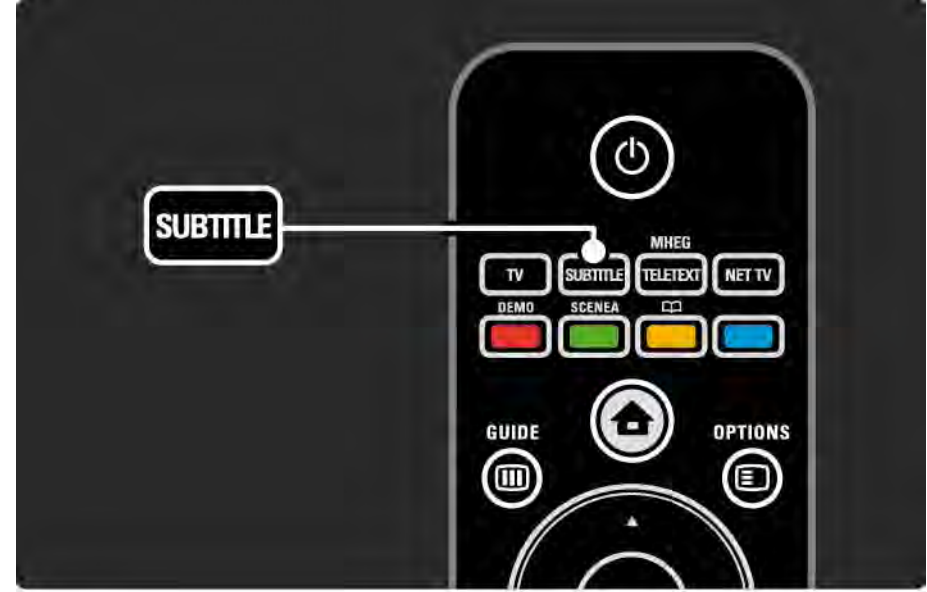 SUBTITLE
MHEG
TV SUBTITLE TELETEXT NET TV
DEMO SCENEA
GUIDE OPTIONS